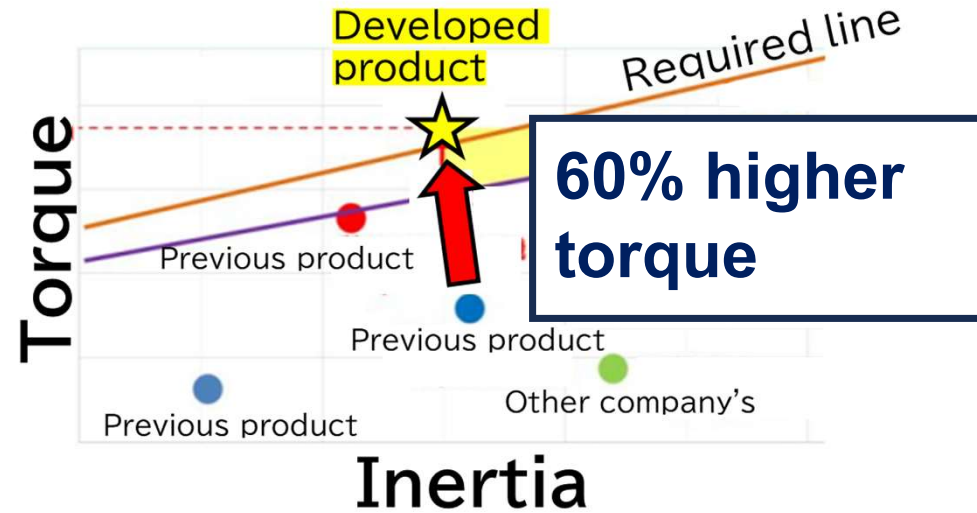 Developed
product
Required line
Torque
60% higher
torque
Previous product
Previous product
Other company's
Previous product
Inertia